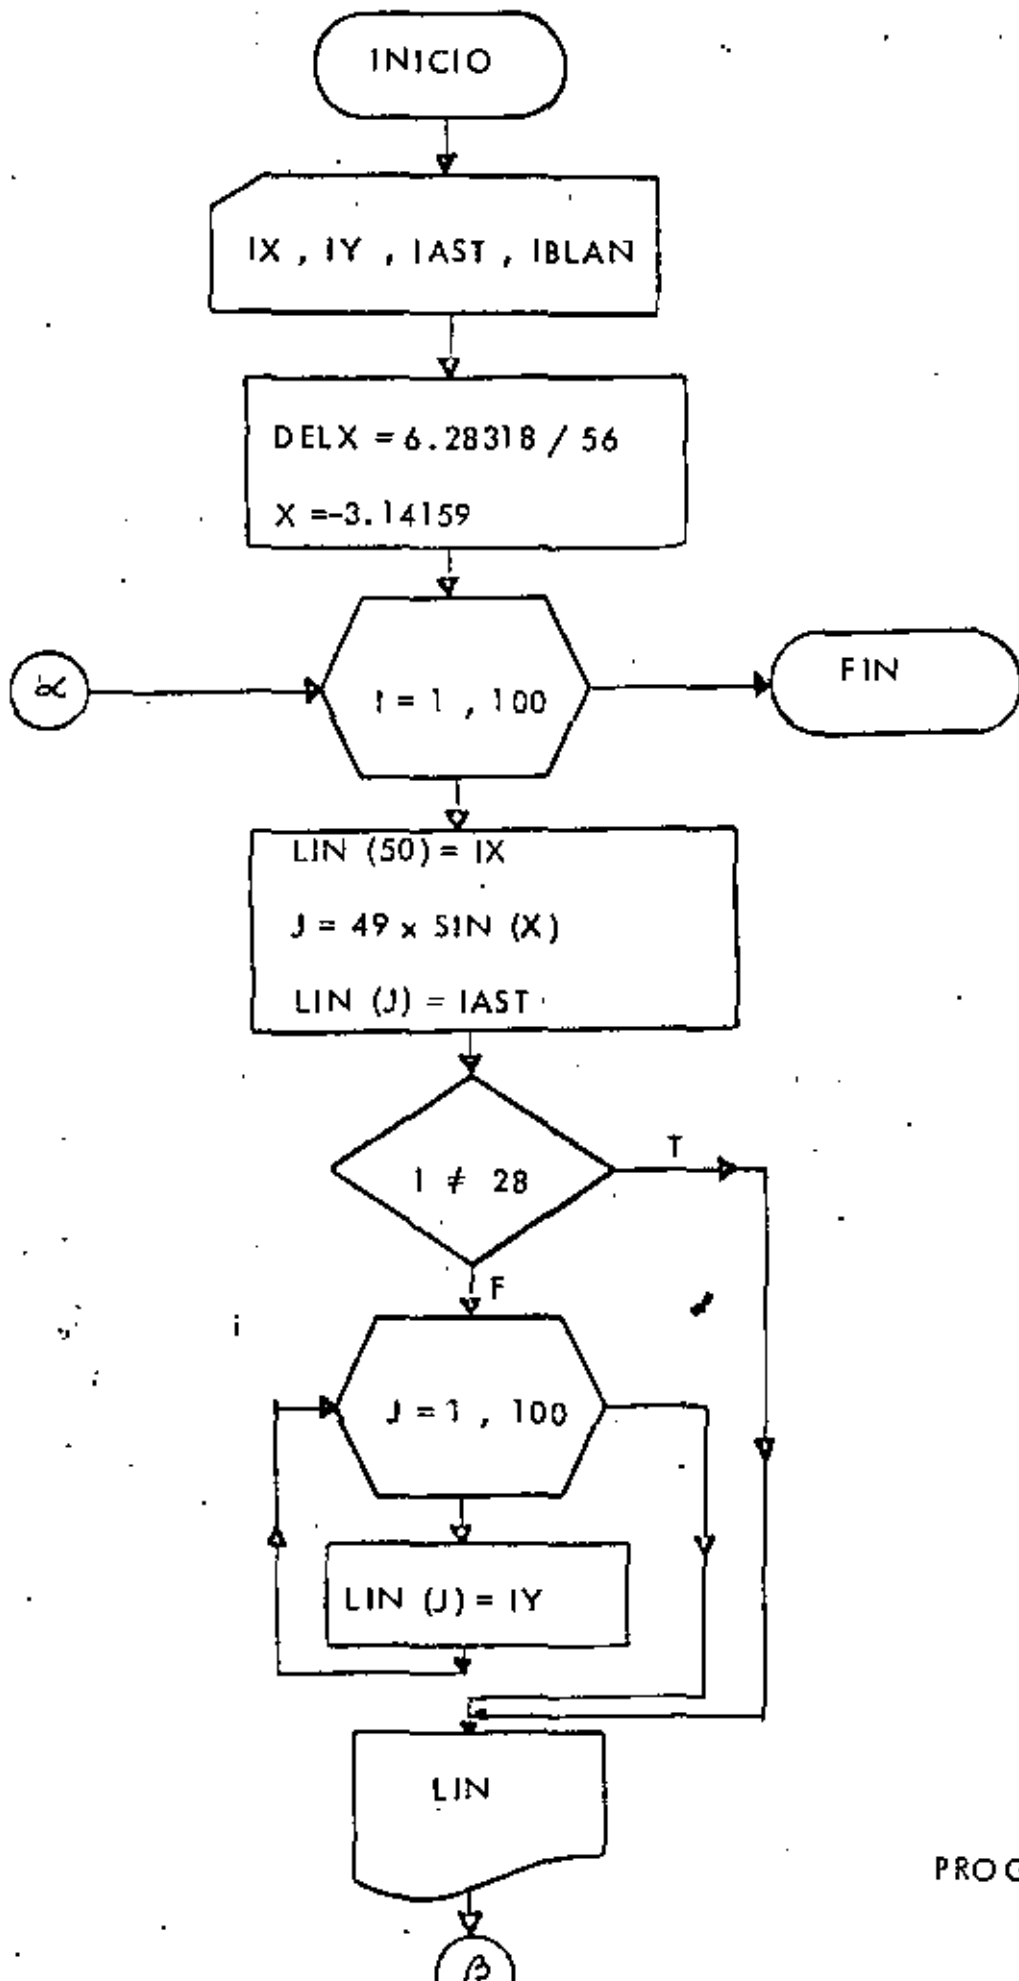 INICIO
IX , IY , IAST , IBLAN
DELX = 6.28318 / 56
X =-3.14159
α
I = 1 , 100
FIN
LIN (50) = IX
J = 49 x SIN (X)
LIN (J) = IAST
I ≠ 28
T
F
J = 1 , 100
LIN (J) = IY
LIN
PROG
β